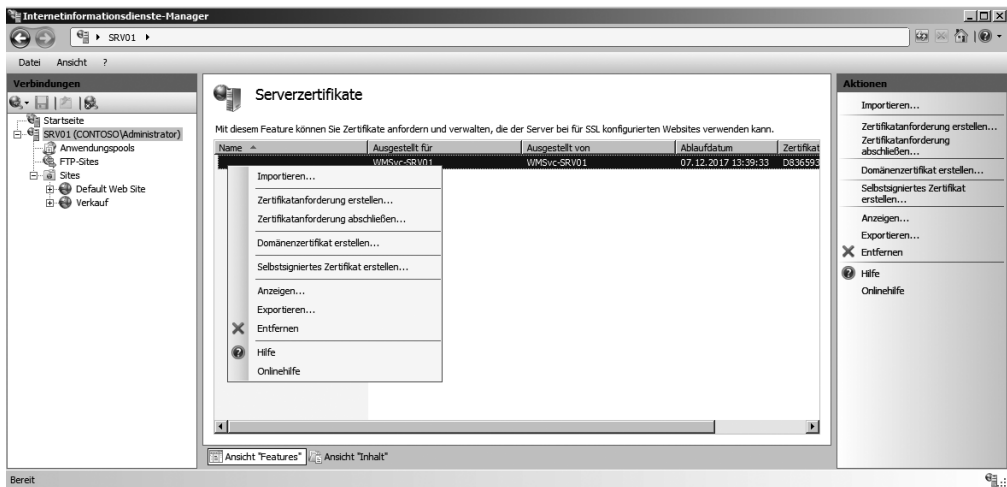 Internetinformationsdienste-Manager
SRV01
Datei Ansicht ?
Verbindungen
Startseite
SRV01 (CONTOSO\Administrator)
Anwendungspools
FTP-Sites
Sites
Default Web Site
Verkauf
Serverzertifikate
Mit diesem Feature können Sie Zertifikate anfordern und verwalten, die der Server bei für SSL konfigurierten Websites verwenden kann.
Name Ausgestellt für Ausgestellt von Ablaufdatum Zertifikat
WMSvc-SRV01 WMSvc-SRV01 07.12.2017 13:39:33 D836593
Importieren...
Zertifikatanforderung erstellen...
Zertifikatanforderung abschließen...
Domänenzertifikat erstellen...
Selbstsigniertes Zertifikat erstellen...
Anzeigen...
Exportieren...
Entfernen
Hilfe
Onlinehilfe
Ansicht "Features" Ansicht "Inhalt"
Aktionen
Importieren...
Zertifikatanforderung erstellen...
Zertifikatanforderung
abschließen...
Domänenzertifikat erstellen...
Selbstsigniertes Zertifikat
erstellen...
Anzeigen...
Exportieren...
Entfernen
Hilfe
Onlinehilfe
Bereit